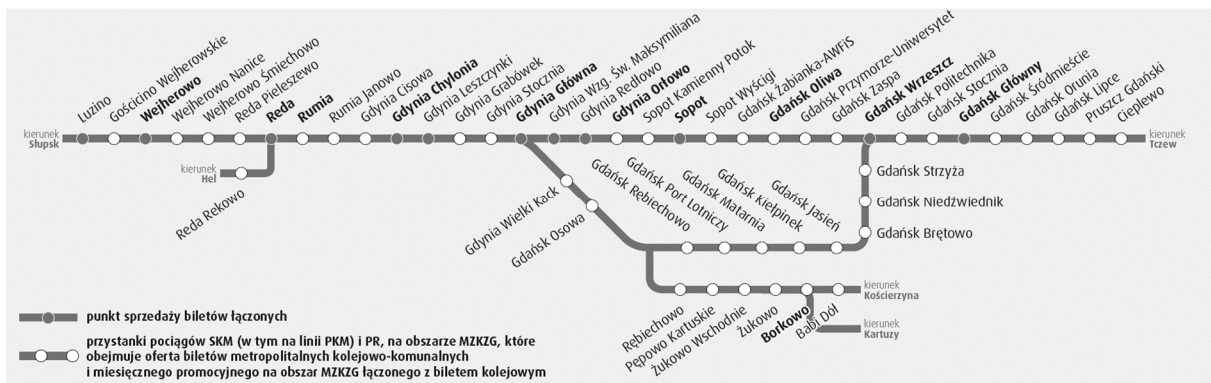 Luzino
Gościcino Wejherowskie
Wejherowo
Wejherowo Nanice
Wejherowo Śmiechowo
Reda Pieleszewo
Reda
Rumia
Rumia Janowo
Gdynia Cisowa
Gdynia Chylonia
Gdynia Leszczynki
Gdynia Grabówek
Gdynia Stocznia
Gdynia Główna
Gdynia Wzg. Św. Maksymiliana
Gdynia Redłowo
Gdynia Orłowo
Sopot Kamienny Potok
Sopot
Sopot Wyścigi
Gdańsk Żabianka-AWFiS
Gdańsk Oliwa
Gdańsk Przymorze-Uniwersytet
Gdańsk Zaspa
Gdańsk Wrzeszcz
Gdańsk Politechnika
Gdańsk Stocznia
Gdańsk Główny
Gdańsk Śródmieście
Gdańsk Orunia
Gdańsk Lipce
Pruszcz Gdański
Cieplewo
kierunek
Słupsk
kierunek
Tczew
kierunek
Hel
Reda Rekowo
Gdynia Wielki Kack
Gdańsk Osowa
Gdańsk Rębiechowo
Gdańsk Port Lotniczy
Gdańsk Matarnia
Gdańsk Kiełpinek
Gdańsk Jasień
Gdańsk Strzyża
Gdańsk Niedźwiednik
Gdańsk Brętowo
Rębiechowo
Pępowo Kartuskie
Żukowo Wschodnie
Żukowo
Borkowo
Babi Dół
kierunek
Kościerzyna
kierunek
Kartuzy
punkt sprzedaży biletów łączonych
przystanki pociągów SKM (w tym na linii PKM) i PR, na obszarze MZKZG, które
obejmuje oferta biletów metropolitalnych kolejowo-komunalnych
i miesięcznego promocyjnego na obszar MZKZG łączonego z biletem kolejowym